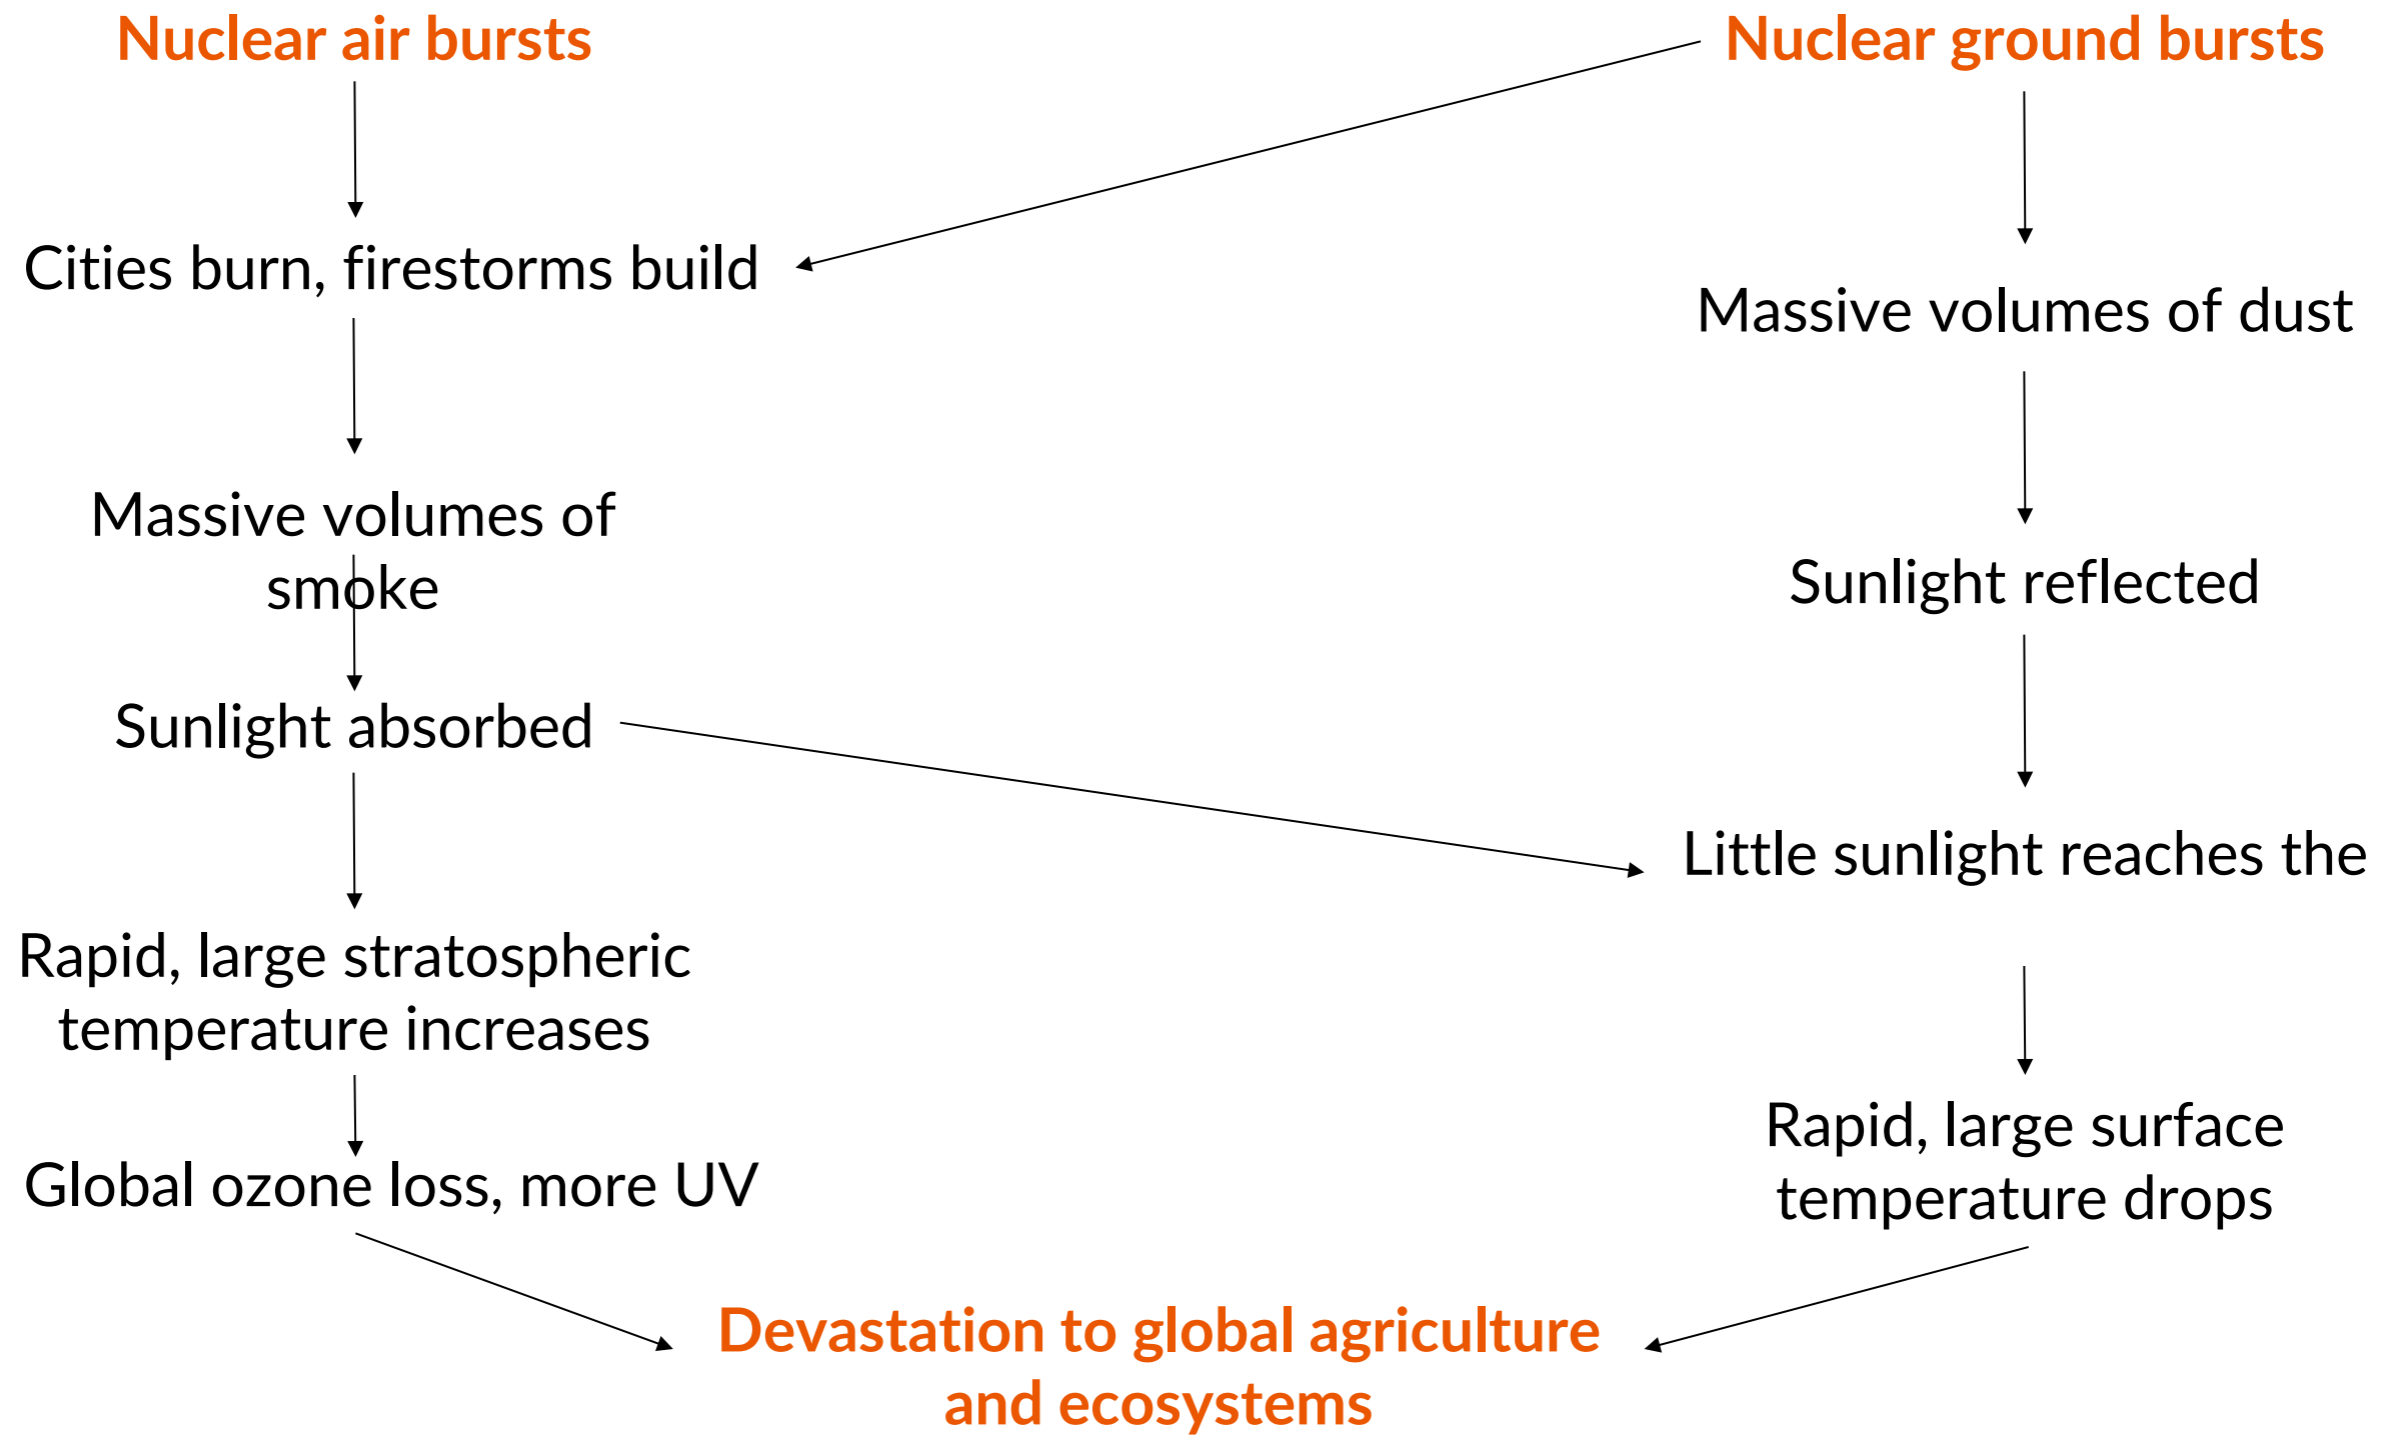 Nuclear air bursts
Nuclear ground bursts
Cities burn, firestorms build
Massive volumes of dust
Massive volumes of
smoke
Sunlight reflected
Sunlight absorbed
Little sunlight reaches the
Rapid, large stratospheric
temperature increases
Rapid, large surface
temperature drops
Global ozone loss, more UV
Devastation to global agriculture
and ecosystems